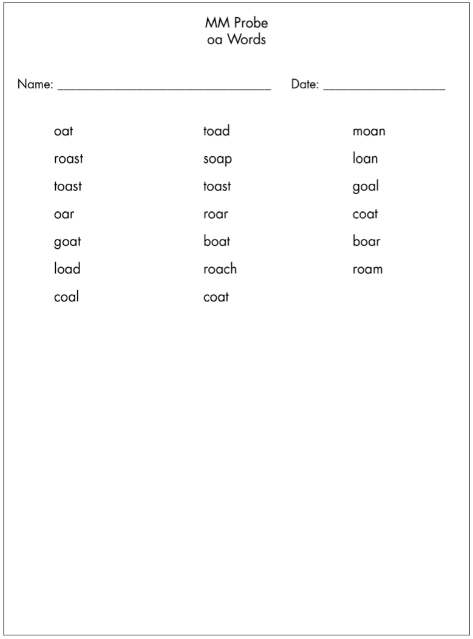 MM Probe
oa Words
Name: ______________________________ Date: _________________
oat toad moan
roast soap loan
toast toast goal
oar roar coat
goat boat boar
load roach roam
coal coat